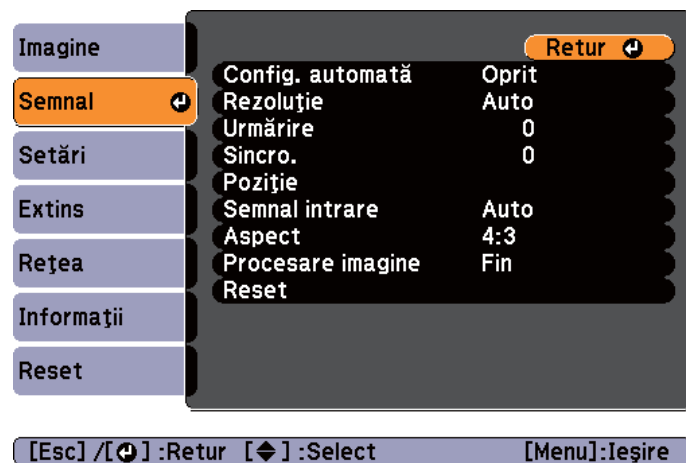 Imagine
Semnal
Setări
Extins
Reţea
Informaţii
Reset
Retur
Config. automată Oprit
Rezoluţie Auto
Urmărire 0
Sincro. 0
Poziţie
Semnal intrare Auto
Aspect 4:3
Procesare imagine Fin
Reset
[Esc] /[ ] :Retur [ ] :Select [Menu]:Ieşire